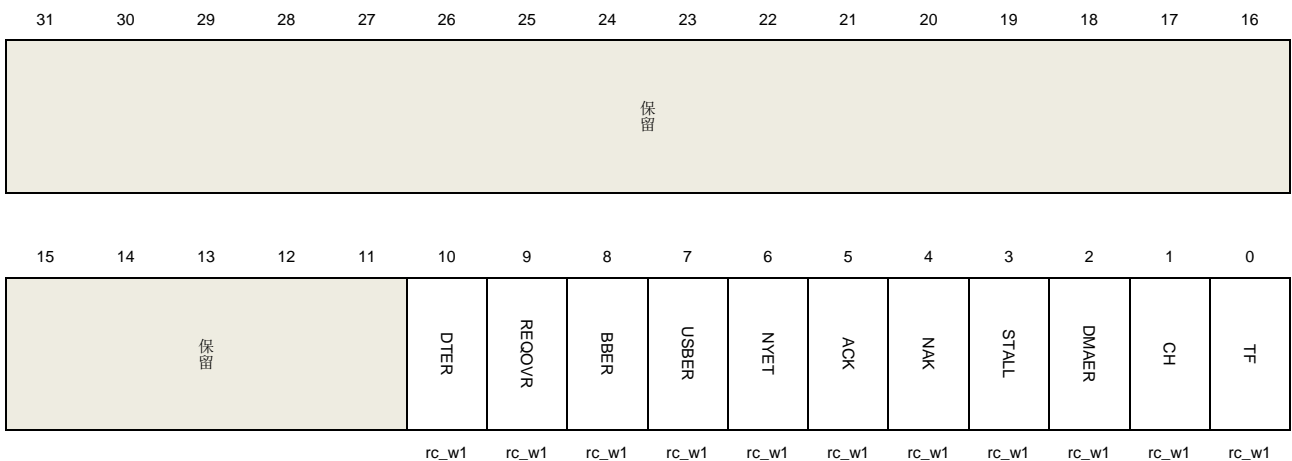 31 30 29 28 27 26 25 24 23 22 21 20 19 18 17 16
保留
15 14 13 12 11 10 9 8 7 6 5 4 3 2 1 0
保留 DTER REQOVR BBER USBER NYET ACK NAK STALL DMAER CH TF
rc_w1 rc_w1 rc_w1 rc_w1 rc_w1 rc_w1 rc_w1 rc_w1 rc_w1 rc_w1 rc_w1